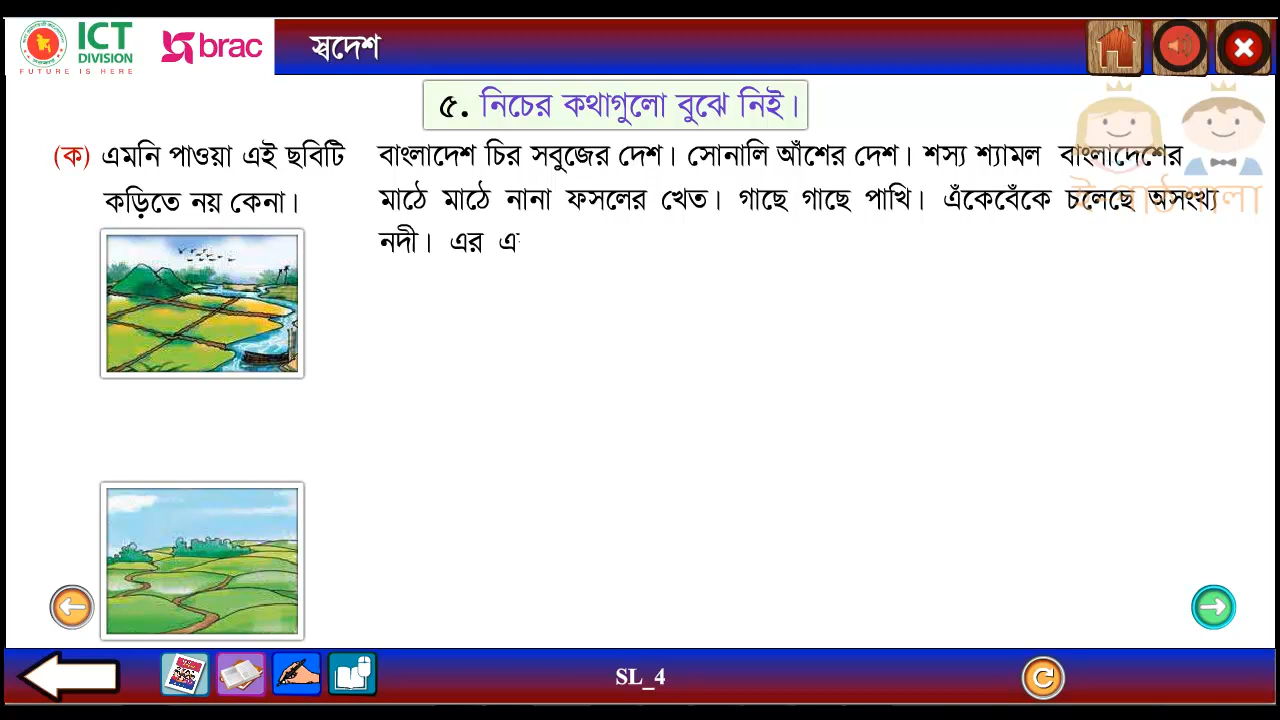 ICT
DIVISION
FUTURE IS HERE
brac
স্বদেশ
৫. নিচের কথাগুলো বুঝে নিই।
(ক) এমনি পাওয়া এই ছবিটি
কড়িতে নয় কেনা।
বাংলাদেশ চির সবুজের দেশ। সোনালি আঁশের দেশ। শস্য শ্যামল বাংলাদেশের
মাঠে মাঠে নানা ফসলের খেত। গাছে গাছে পাখি। এঁকেবেঁকে চলেছে অসংখ্য
নদী। এর এ
ই-পাঠশালা
SL_4